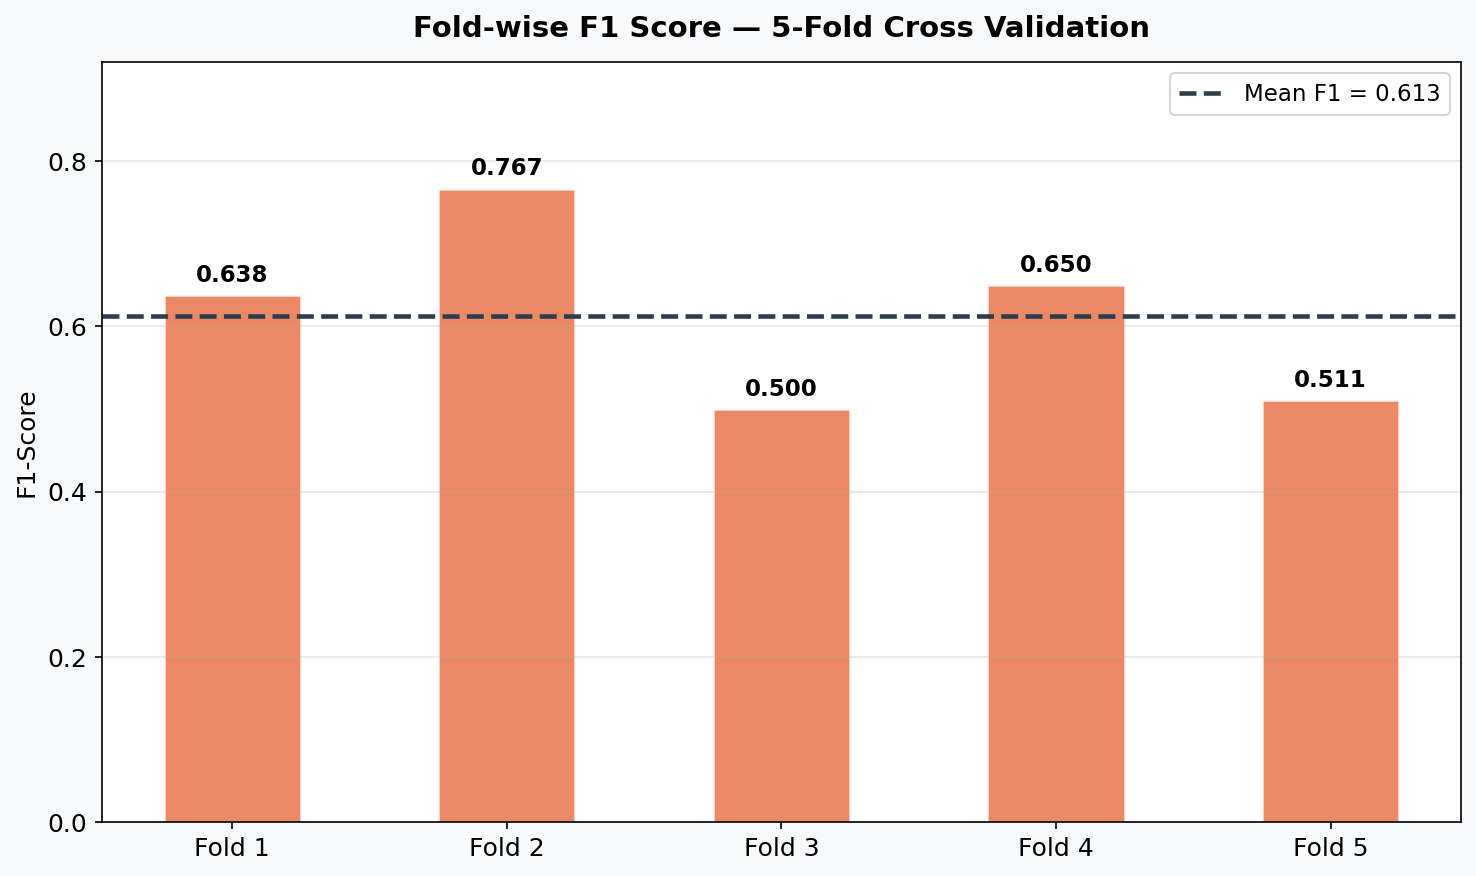 Fold-wise F1 Score — 5-Fold Cross Validation
Mean F1 = 0.613
F1-Score
0.8
0.6
0.4
0.2
0.0
0.638
0.767
0.500
0.650
0.511
Fold 1
Fold 2
Fold 3
Fold 4
Fold 5